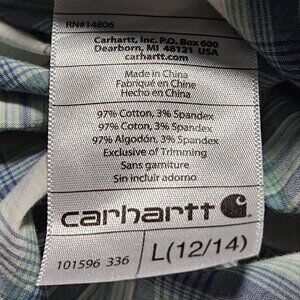 RN#14806
Carhartt, Inc. P.O. Box 600
Dearborn, MI 48121 USA
carhartt.com
Made in China
Fabriqué en Chine
Hecho en China
97% Cotton, 3% Spandex
97% Coton, 3% Spandex
97% Algodón, 3% Spandex
Exclusive of Trimming
Sans garniture
Sin incluir adorno
carhartt
101596 336
L(12/14)